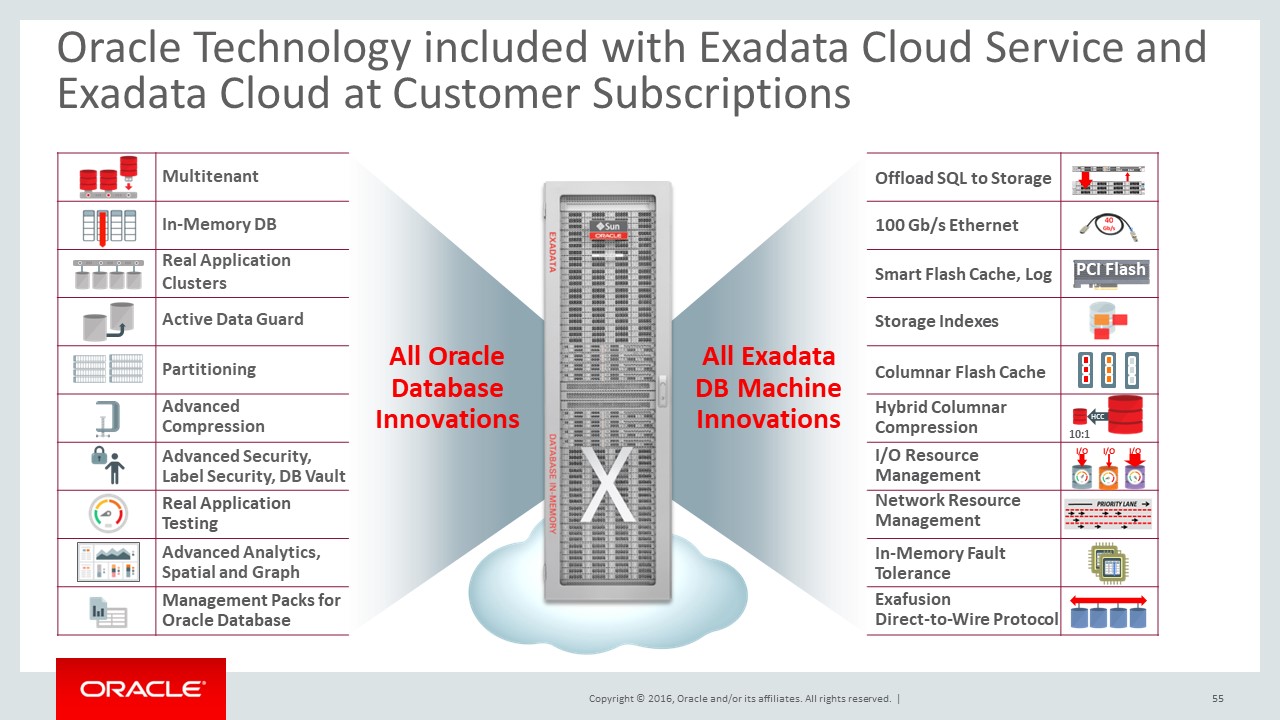 Oracle Technology included with Exadata Cloud Service and
Exadata Cloud at Customer Subscriptions
Multitenant
In-Memory DB
Real Application
Clusters
Active Data Guard
Partitioning
Advanced
Compression
Advanced Security,
Label Security, DB Vault
Real Application
Testing
Advanced Analytics,
Spatial and Graph
Management Packs for
Oracle Database
All Oracle
Database
Innovations
Sun
ORACLE
EXADATA
DATABASE IN-MEMORY
X
All Exadata
DB Machine
Innovations
Offload SQL to Storage
100 Gb/s Ethernet
40
Gb/s
Smart Flash Cache, Log
PCI Flash
Storage Indexes
Columnar Flash Cache
Hybrid Columnar
Compression
HCC
10:1
I/O Resource
Management
I/O I/O I/O
Network Resource
Management
PRIORITY LANE
In-Memory Fault
Tolerance
Exafusion
Direct-to-Wire Protocol
ORACLE®
Copyright © 2016, Oracle and/or its affiliates. All rights reserved. |
55